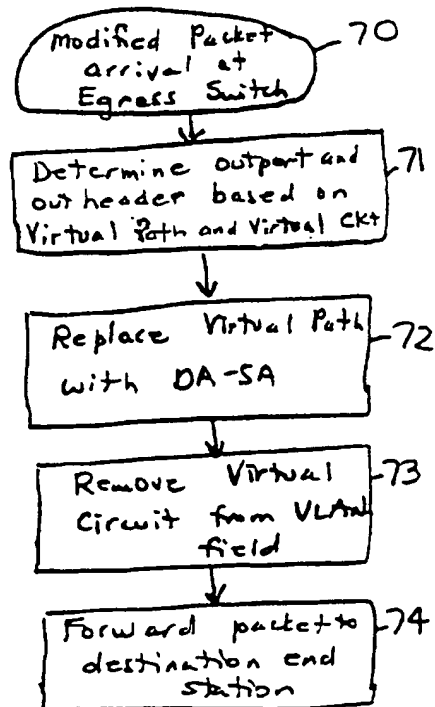 Modified Packet
arrival at
Egress Switch
70
Determine outport and
out header based on
Virtual Path and Virtual Ckt
71
Replace Virtual Path
with DA-SA
72
Remove Virtual
Circuit from VLAN
field
73
Forward packet to
destination end
station
74